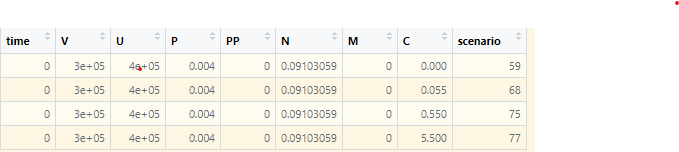 time V U P PP N M C scenario
0 3e+05 4e+05 0.004 0 0.09103059 0 0.000 59
0 3e+05 4e+05 0.004 0 0.09103059 0 0.055 68
0 3e+05 4e+05 0.004 0 0.09103059 0 0.550 75
0 3e+05 4e+05 0.004 0 0.09103059 0 5.500 77